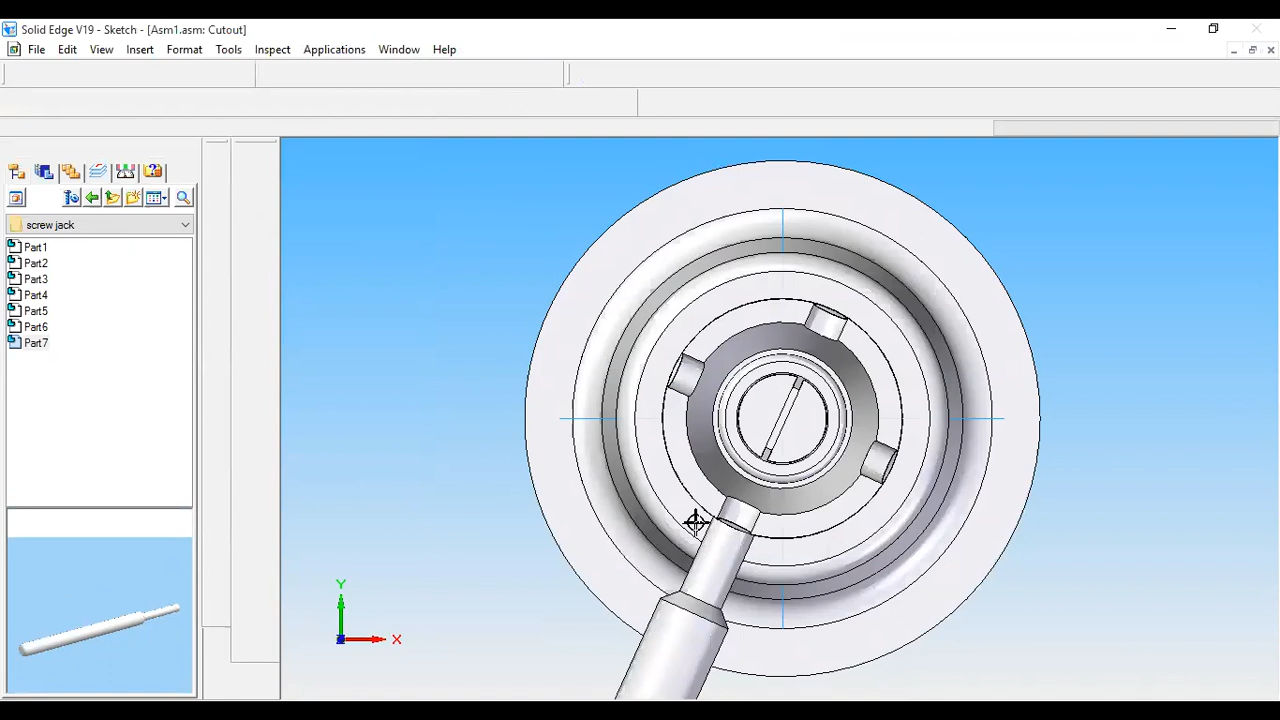 Solid Edge V19 - Sketch - [Asm1.asm: Cutout]
File Edit View Insert Format Tools Inspect Applications Window Help
screw jack
Part1
Part2
Part3
Part4
Part5
Part6
Part7
Y
X